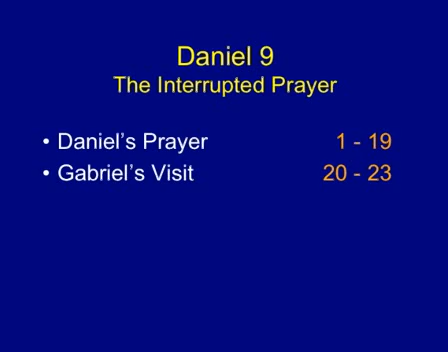 Daniel 9
The Interrupted Prayer
• Daniel’s Prayer 1 - 19
• Gabriel’s Visit 20 - 23